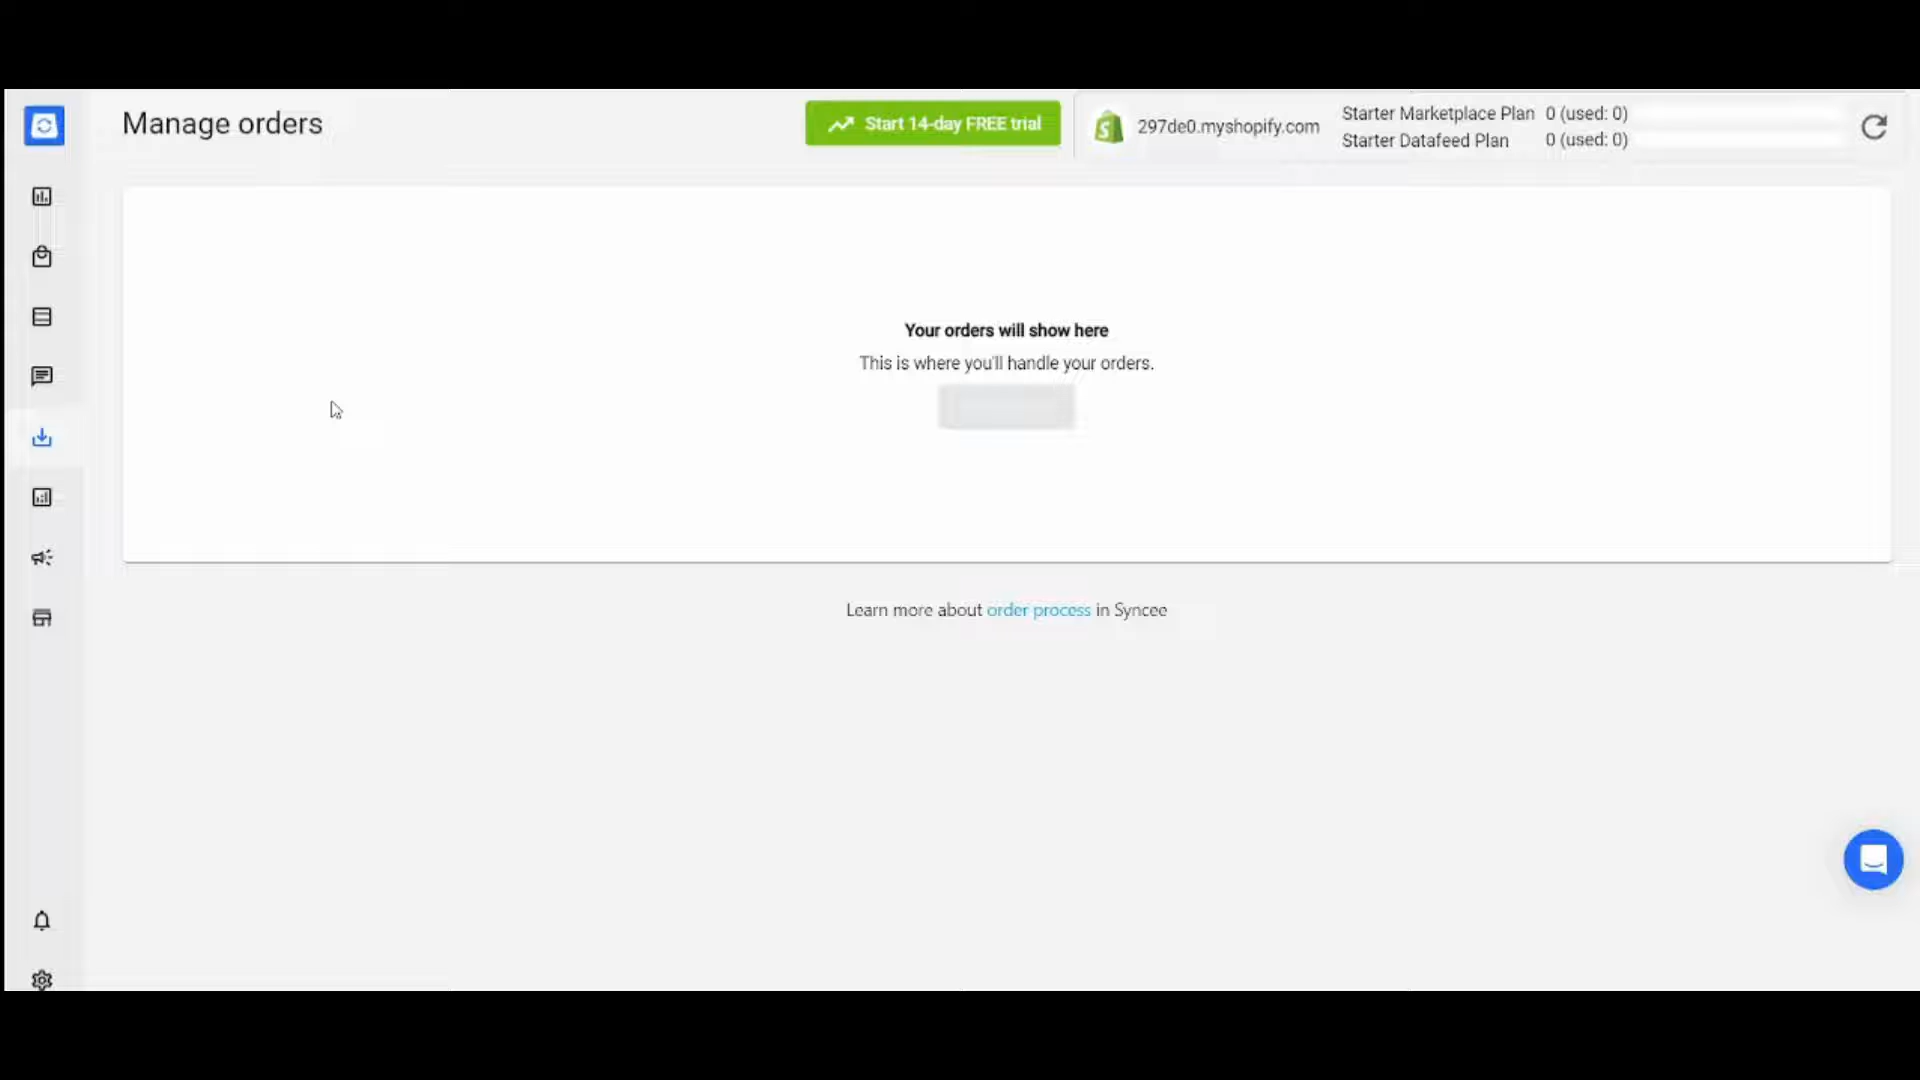 Manage orders
Start 14-day FREE trial
297de0.myshopify.com
Starter Marketplace Plan 0 (used: 0)
Starter Datafeed Plan 0 (used: 0)
Your orders will show here
This is where you'll handle your orders.
Learn more about order process in Syncee